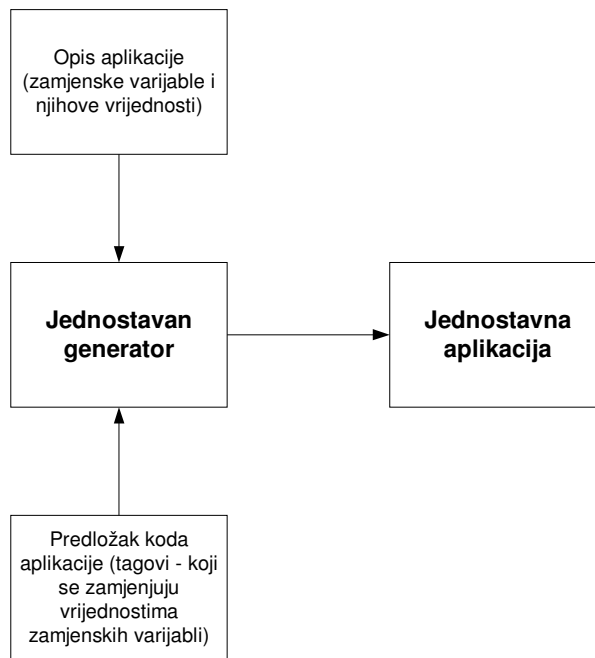 Opis aplikacije
(zamjenske varijable i
njihove vrijednosti)
Jednostavan
generator
Jednostavna
aplikacija
Predložak koda
aplikacije (tagovi - koji
se zamjenjuju
vrijednostima
zamjenskih varijabli)